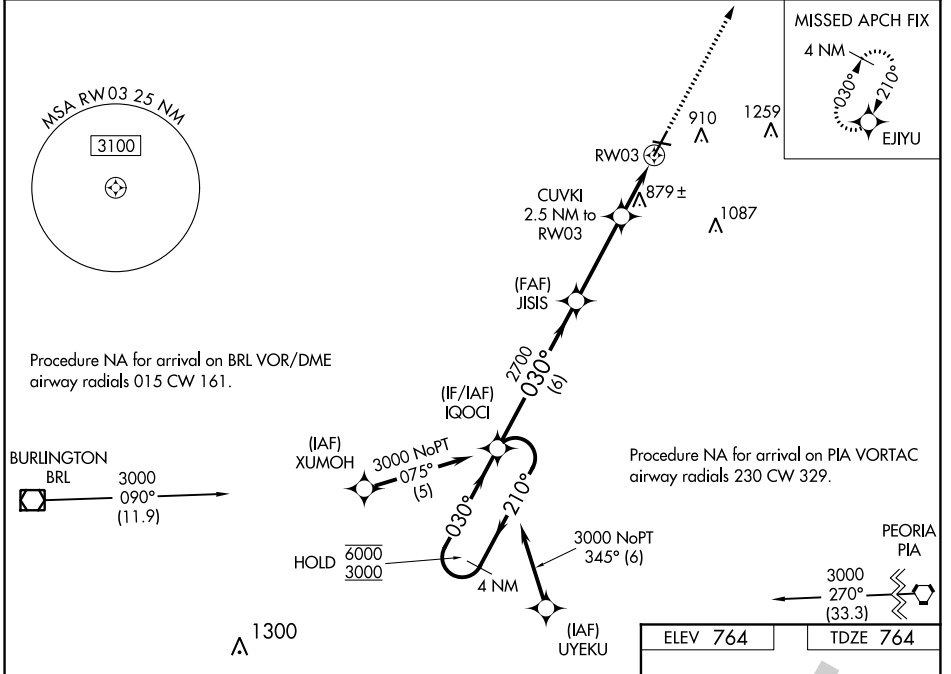 MISSED APCH FIX
4 NM
030°
210°
EJIYU
MSA RW03 25 NM
3100
910
1259
RW03
879 ±
1087
CUVKI
2.5 NM to
RW03
(FAF)
JISIS
2700
030°
(6)
Procedure NA for arrival on BRL VOR/DME
airway radials 015 CW 161.
(IF/IAF)
IQOCI
(IAF)
XUMOH
3000 NoPT
075°
(5)
BURLINGTON
BRL
3000
090°
(11.9)
Procedure NA for arrival on PIA VORTAC
airway radials 230 CW 329.
030°
210°
HOLD
6000
3000
4 NM
3000 NoPT
345° (6)
(IAF)
UYEKU
PEORIA
PIA
3000
270°
(33.3)
1300
ELEV 764
TDZE 764